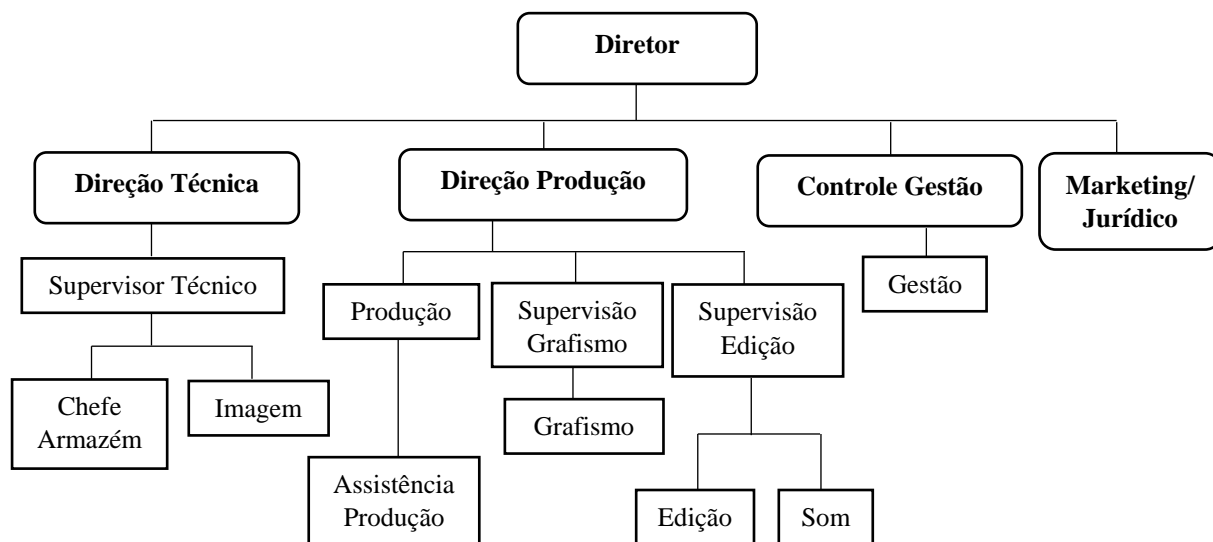 Diretor
Direção Técnica
Direção Produção
Controle Gestão
Marketing/
Jurídico
Supervisor Técnico
Produção
Supervisão
Grafismo
Supervisão
Edição
Gestão
Chefe
Armazém
Imagem
Grafismo
Assistência
Produção
Edição
Som